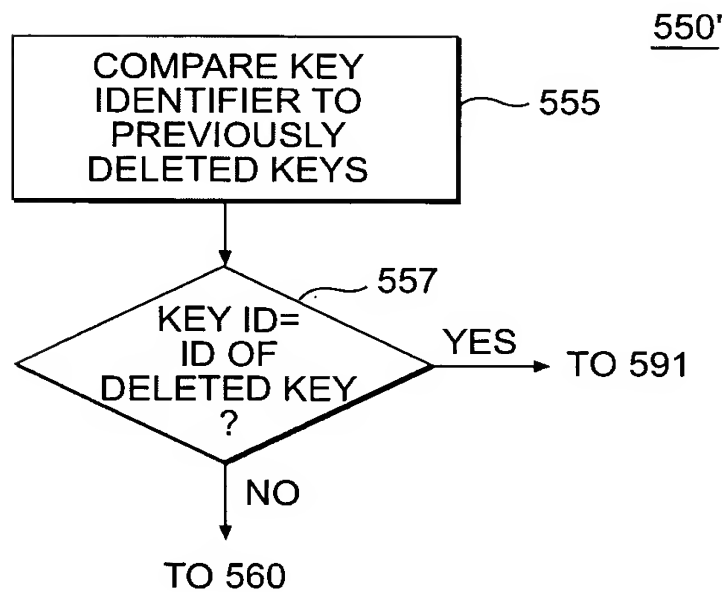 550'
COMPARE KEY
IDENTIFIER TO
PREVIOUSLY
DELETED KEYS
555
557
KEY ID=
ID OF
DELETED KEY
?
YES
TO 591
NO
TO 560